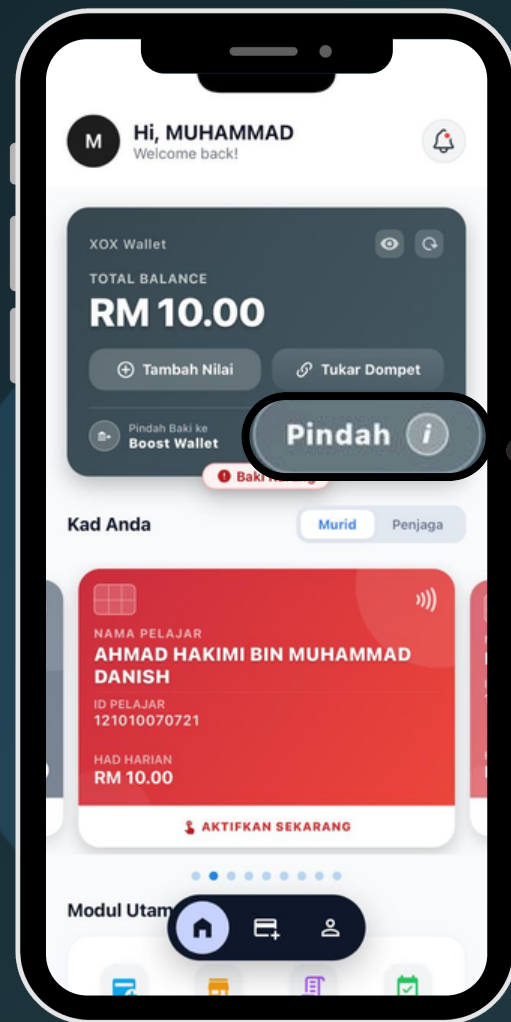 M
Hi, MUHAMMAD
Welcome back!
XOX Wallet
TOTAL BALANCE
RM 10.00
Tambah Nilai
Tukar Dompet
Pindah Baki ke
Boost Wallet
Pindah i
Baki
Kad Anda
Murid
Penjaga
NAMA PELAJAR
AHMAD HAKIMI BIN MUHAMMAD
DANISH
ID PELAJAR
121010070721
HAD HARIAN
RM 10.00
AKTIFKAN SEKARANG
Modul Utam